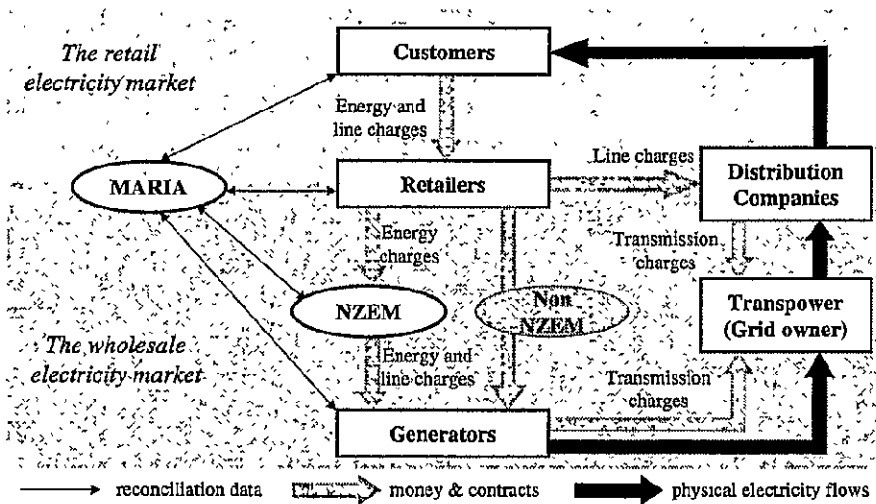 The retail
electricity market
Customers
Energy and
line charges
MARIA
Retailers
Line charges
Distribution
Companies
Energy
charges
Transmission
charges
NZEM
Non
NZEM
Transpower
(Grid owner)
The wholesale
electricity market
Energy and
line charges
Transmission
charges
Generators
reconciliation data
money & contracts
physical electricity flows